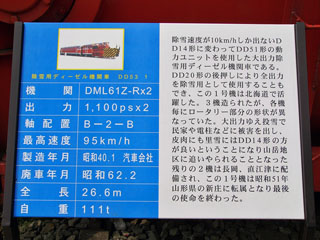 除雪用ディーゼル機関車　DD53 1
機関　DML61Z-Rx2
出力　1,100psx2
軸配置　B－2－B
最高速度　95km/h
製造年月　昭和40.1 汽車会社
廃車年月　昭和62.2
全長　26.6m
自重　111t
除雪速度が10km/hしか出ないD
D14形に変わってDD51形の動
力ユニットを使用した大出力除
雪用ディーゼル機関車である。
DD20形の後押しにより全出力
を除雪用として使用することも
でき、この1号機は北海道で活
躍した。3機造られたが、各機
毎にロータリー部分の形状が異
なっていた。大出力ゆえ投雪で
民家や電柱などに被害を出し、
皮肉にも里雪にはDD14形の方
が良いということになり山岳地
区に追いやられることとなった
残りの2機は長岡、直江津に配
備され、この1号機は昭和51年
山形県の新庄に転属となり最後
の使命を終わった。